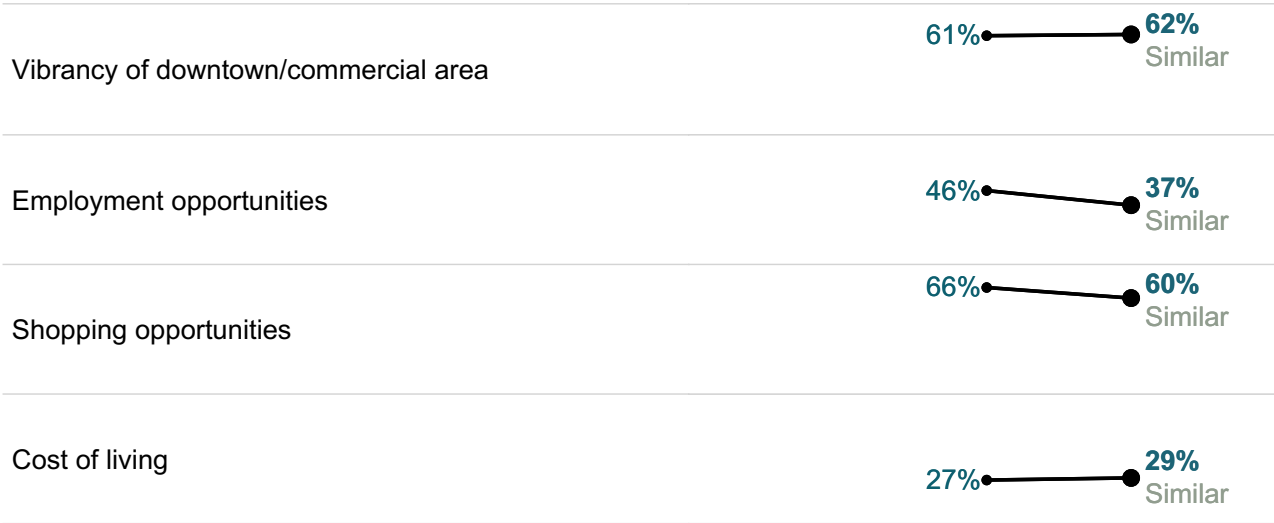 Vibrancy of downtown/commercial area
61%
62%
Similar
Employment opportunities
46%
37%
Similar
Shopping opportunities
66%
60%
Similar
Cost of living
27%
29%
Similar